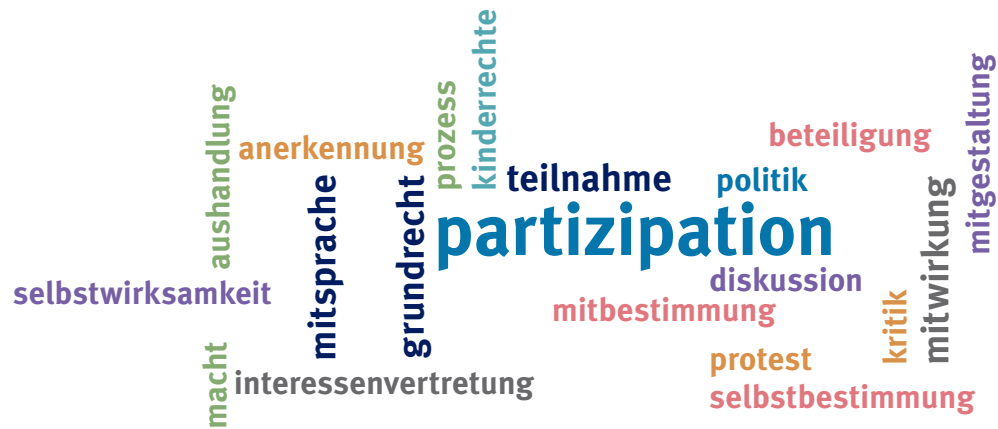 kinderrechte
mitgestaltung
prozess
aushandlung
beteiligung
anerkennung
teilnahme
politik
mitsprache
grundrecht
mitwirkung
partizipation
diskussion
selbstwirksamkeit
mitbestimmung
kritik
macht
protest
interessenvertretung
selbstbestimmung